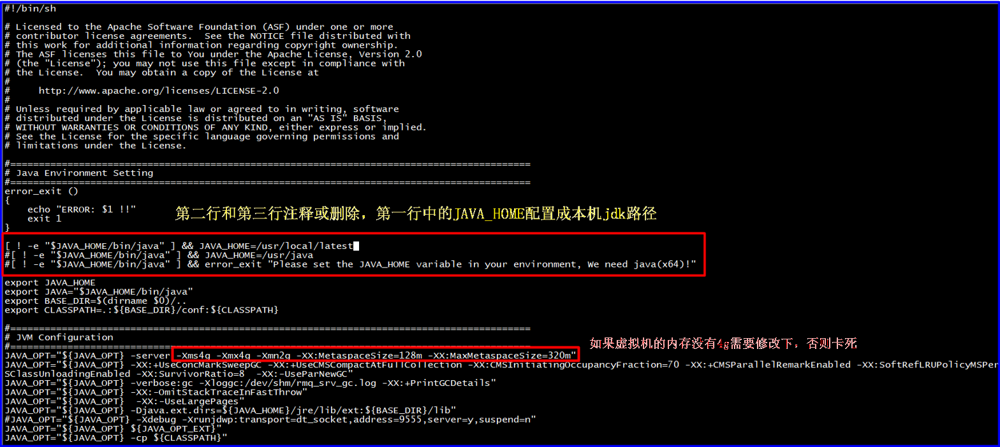 #!/bin/sh
# Licensed to the Apache Software Foundation (ASF) under one or more
# contributor license agreements.  See the NOTICE file distributed with
# this work for additional information regarding copyright ownership.
# The ASF licenses this file to You under the Apache License, Version 2.0
# (the "License"); you may not use this file except in compliance with
# the License.  You may obtain a copy of the License at
#
#     http://www.apache.org/licenses/LICENSE-2.0
#
# Unless required by applicable law or agreed to in writing, software
# distributed under the License is distributed on an "AS IS" BASIS,
# WITHOUT WARRANTIES OR CONDITIONS OF ANY KIND, either express or implied.
# See the License for the specific language governing permissions and
# limitations under the License.
#===========================================================================================
# Java Environment Setting
#===========================================================================================
error_exit ()
{
    echo "ERROR: $1 !!"
第二行和第三行注释或删除，第一行中的JAVA_HOME配置成本机jdk路径
    exit 1
}
[ ! -e "$JAVA_HOME/bin/java" ] && JAVA_HOME=/usr/local/latest
#[ ! -e "$JAVA_HOME/bin/java" ] && JAVA_HOME=/usr/java
#[ ! -e "$JAVA_HOME/bin/java" ] && error_exit "Please set the JAVA_HOME variable in your environment, We need java(x64)!"
export JAVA_HOME
export JAVA="$JAVA_HOME/bin/java"
export BASE_DIR=$(dirname $0)/..
export CLASSPATH=.:${BASE_DIR}/conf:${CLASSPATH}
#===========================================================================================
# JVM Configuration
如果虚拟机的内存没有4g需要修改下，否则卡死
#===========================================================================================
JAVA_OPT="${JAVA_OPT} -server -Xms4g -Xmx4g -Xmn2g -XX:MetaspaceSize=128m -XX:MaxMetaspaceSize=320m"
JAVA_OPT="${JAVA_OPT} -XX:+UseConcMarkSweepGC -XX:+UseCMSCompactAtFullCollection -XX:CMSInitiatingOccupancyFraction=70 -XX:+CMSParallelRemarkEnabled -XX:SoftRefLRUPolicyMSPer
SClassUnloadingEnabled -XX:SurvivorRatio=8  -XX:-UseParNewGC"
JAVA_OPT="${JAVA_OPT} -verbose:gc -Xloggc:/dev/shm/rmq_srv_gc.log -XX:+PrintGCDetails"
JAVA_OPT="${JAVA_OPT} -XX:-OmitStackTraceInFastThrow"
JAVA_OPT="${JAVA_OPT}  -XX:-UseLargePages"
JAVA_OPT="${JAVA_OPT} -Djava.ext.dirs=${JAVA_HOME}/jre/lib/ext:${BASE_DIR}/lib"
#JAVA_OPT="${JAVA_OPT} -Xdebug -Xrunjdwp:transport=dt_socket,address=9555,server=y,suspend=n"
JAVA_OPT="${JAVA_OPT} ${JAVA_OPT_EXT}"
JAVA_OPT="${JAVA_OPT} -cp ${CLASSPATH}"